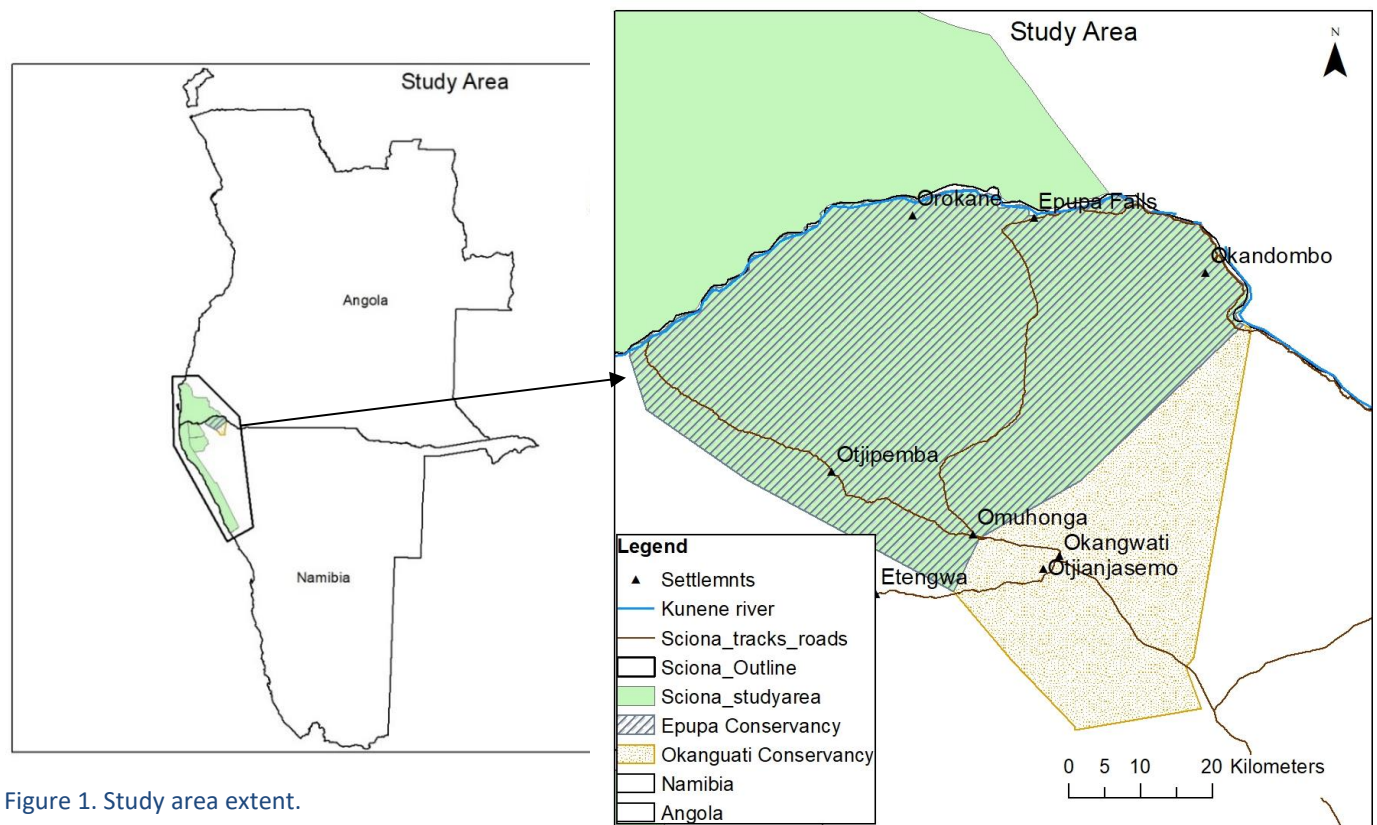 Study Area
Angola
Namibia
Figure 1. Study area extent.
Study Area
N
Orokane
Epupa Falls
Okandombo
Otjipemba
Omuhonga
Okangwati
Otjianjasemo
Etengwa
Legend
Settlemnts
Kunene river
Sciona_tracks_roads
Sciona_Outline
Sciona_studyarea
Epupa Conservancy
Okanguati Conservancy
Namibia
Angola
0 5 10 20 Kilometers